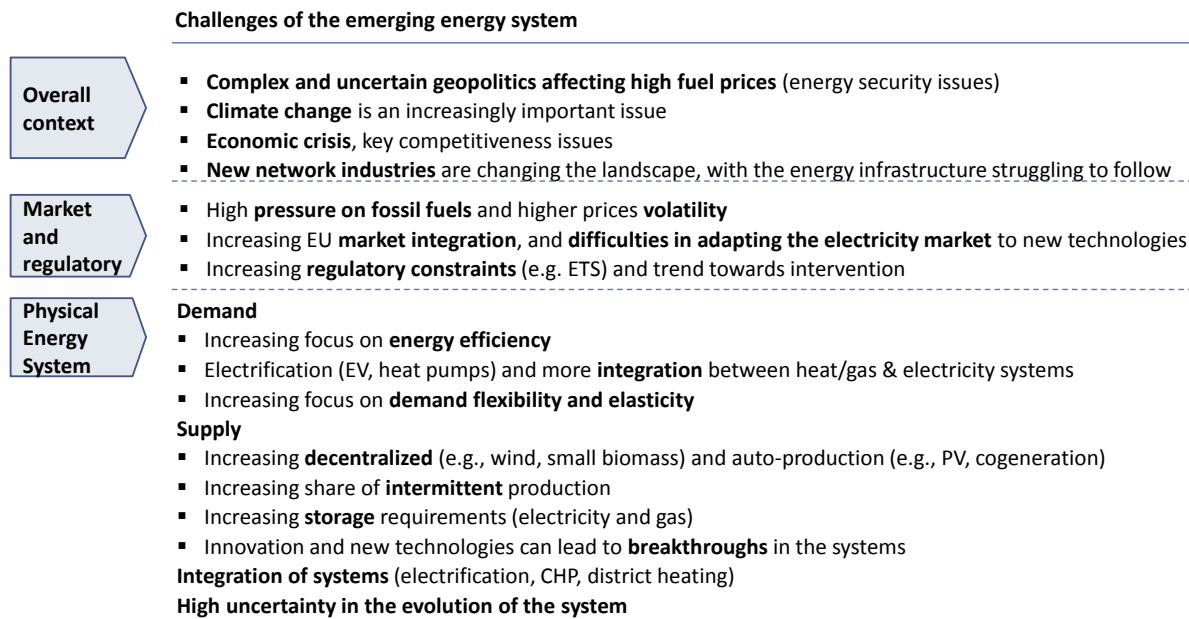 Challenges of the emerging energy system
Overall
context
▪ Complex and uncertain geopolitics affecting high fuel prices (energy security issues)
▪ Climate change is an increasingly important issue
▪ Economic crisis, key competitiveness issues
▪ New network industries are changing the landscape, with the energy infrastructure struggling to follow
Market
and
regulatory
▪ High pressure on fossil fuels and higher prices volatility
▪ Increasing EU market integration, and difficulties in adapting the electricity market to new technologies
▪ Increasing regulatory constraints (e.g. ETS) and trend towards intervention
Physical
Energy
System
Demand
▪ Increasing focus on energy efficiency
▪ Electrification (EV, heat pumps) and more integration between heat/gas & electricity systems
▪ Increasing focus on demand flexibility and elasticity
Supply
▪ Increasing decentralized (e.g., wind, small biomass) and auto-production (e.g., PV, cogeneration)
▪ Increasing share of intermittent production
▪ Increasing storage requirements (electricity and gas)
▪ Innovation and new technologies can lead to breakthroughs in the systems
Integration of systems (electrification, CHP, district heating)
High uncertainty in the evolution of the system